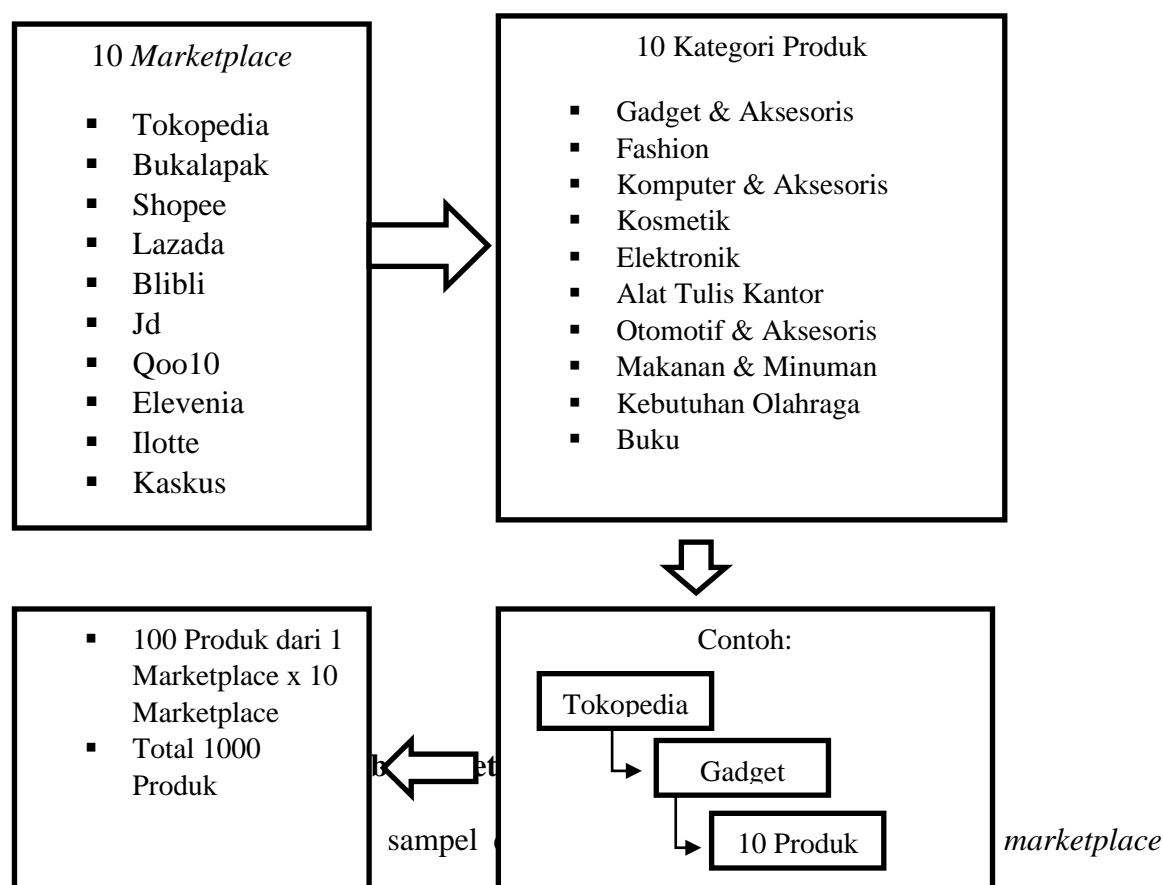 10 Marketplace
▪ Tokopedia
▪ Bukalapak
▪ Shopee
▪ Lazada
▪ Blibli
▪ Jd
▪ Qoo10
▪ Elevenia
▪ Ilotte
▪ Kaskus
10 Kategori Produk
▪ Gadget & Aksesoris
▪ Fashion
▪ Komputer & Aksesoris
▪ Kosmetik
▪ Elektronik
▪ Alat Tulis Kantor
▪ Otomotif & Aksesoris
▪ Makanan & Minuman
▪ Kebutuhan Olahraga
▪ Buku
Contoh:
Tokopedia
Gadget
10 Produk
▪ 100 Produk dari 1
Marketplace x 10
Marketplace
▪ Total 1000
Produk
sampel
marketplace